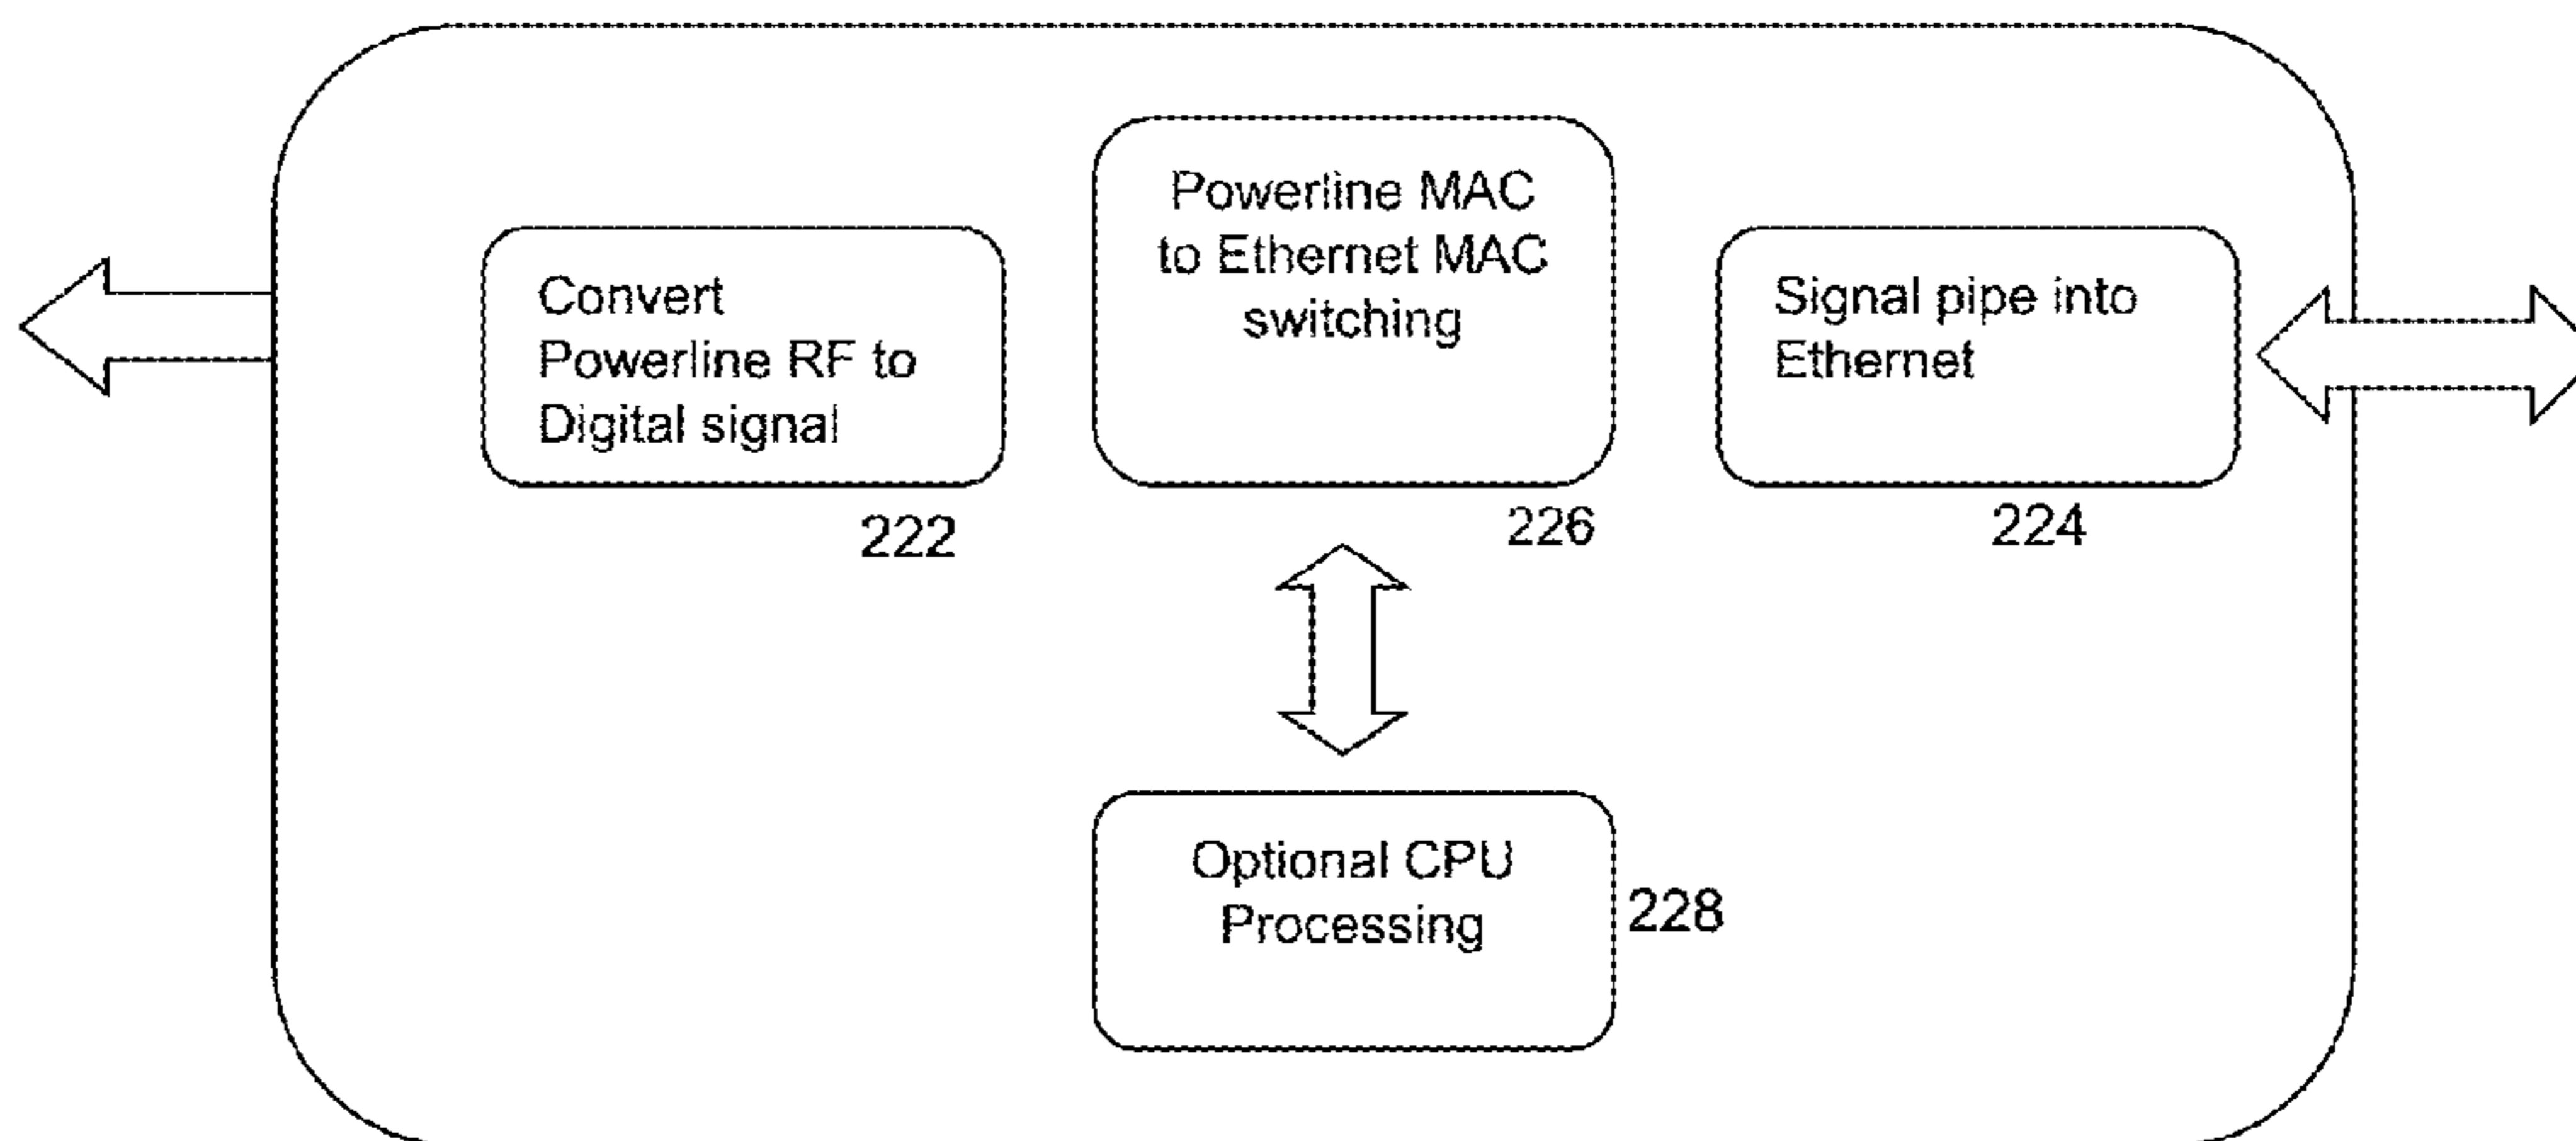 Powerline MAC
to Ethernet MAC
switching
Convert
Powerline RF to
Digital signal
Signal pipe into
Ethernet
222
226
224
Optional CPU
Processing
228